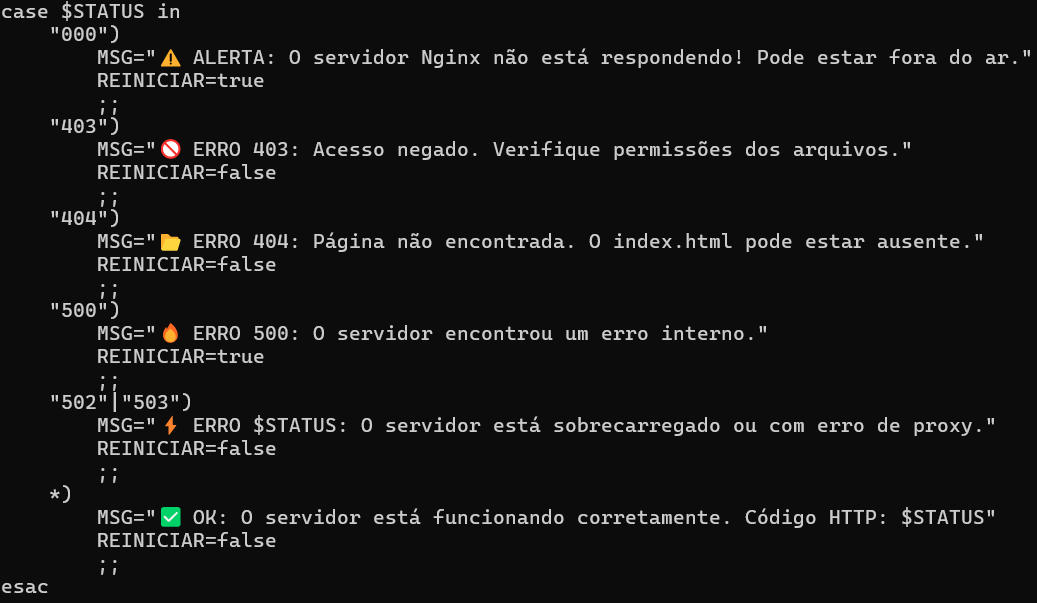 case $STATUS in
    "000")
        MSG="⚠️ ALERTA: O servidor Nginx não está respondendo! Pode estar fora do ar."
        REINICIAR=true
        ;;
    "403")
        MSG="🚫 ERRO 403: Acesso negado. Verifique permissões dos arquivos."
        REINICIAR=false
        ;;
    "404")
        MSG="📂 ERRO 404: Página não encontrada. O index.html pode estar ausente."
        REINICIAR=false
        ;;
    "500")
        MSG="🔥 ERRO 500: O servidor encontrou um erro interno."
        REINICIAR=true
        ;;
    "502"|"503")
        MSG="⚡ ERRO $STATUS: O servidor está sobrecarregado ou com erro de proxy."
        REINICIAR=false
        ;;
    *)
        MSG="✅ OK: O servidor está funcionando corretamente. Código HTTP: $STATUS"
        REINICIAR=false
        ;;
esac